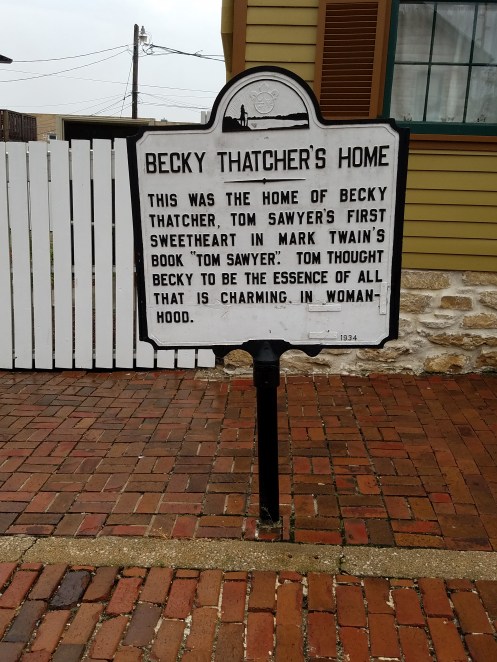 BECKY THATCHER'S HOME
THIS WAS THE HOME OF BECKY
THATCHER, TOM SAWYER'S FIRST
SWEETHEART IN MARK TWAIN'S
BOOK "TOM SAWYER". TOM THOUGHT
BECKY TO BE THE ESSENCE OF ALL
THAT IS CHARMING IN WOMAN-
HOOD.
1934